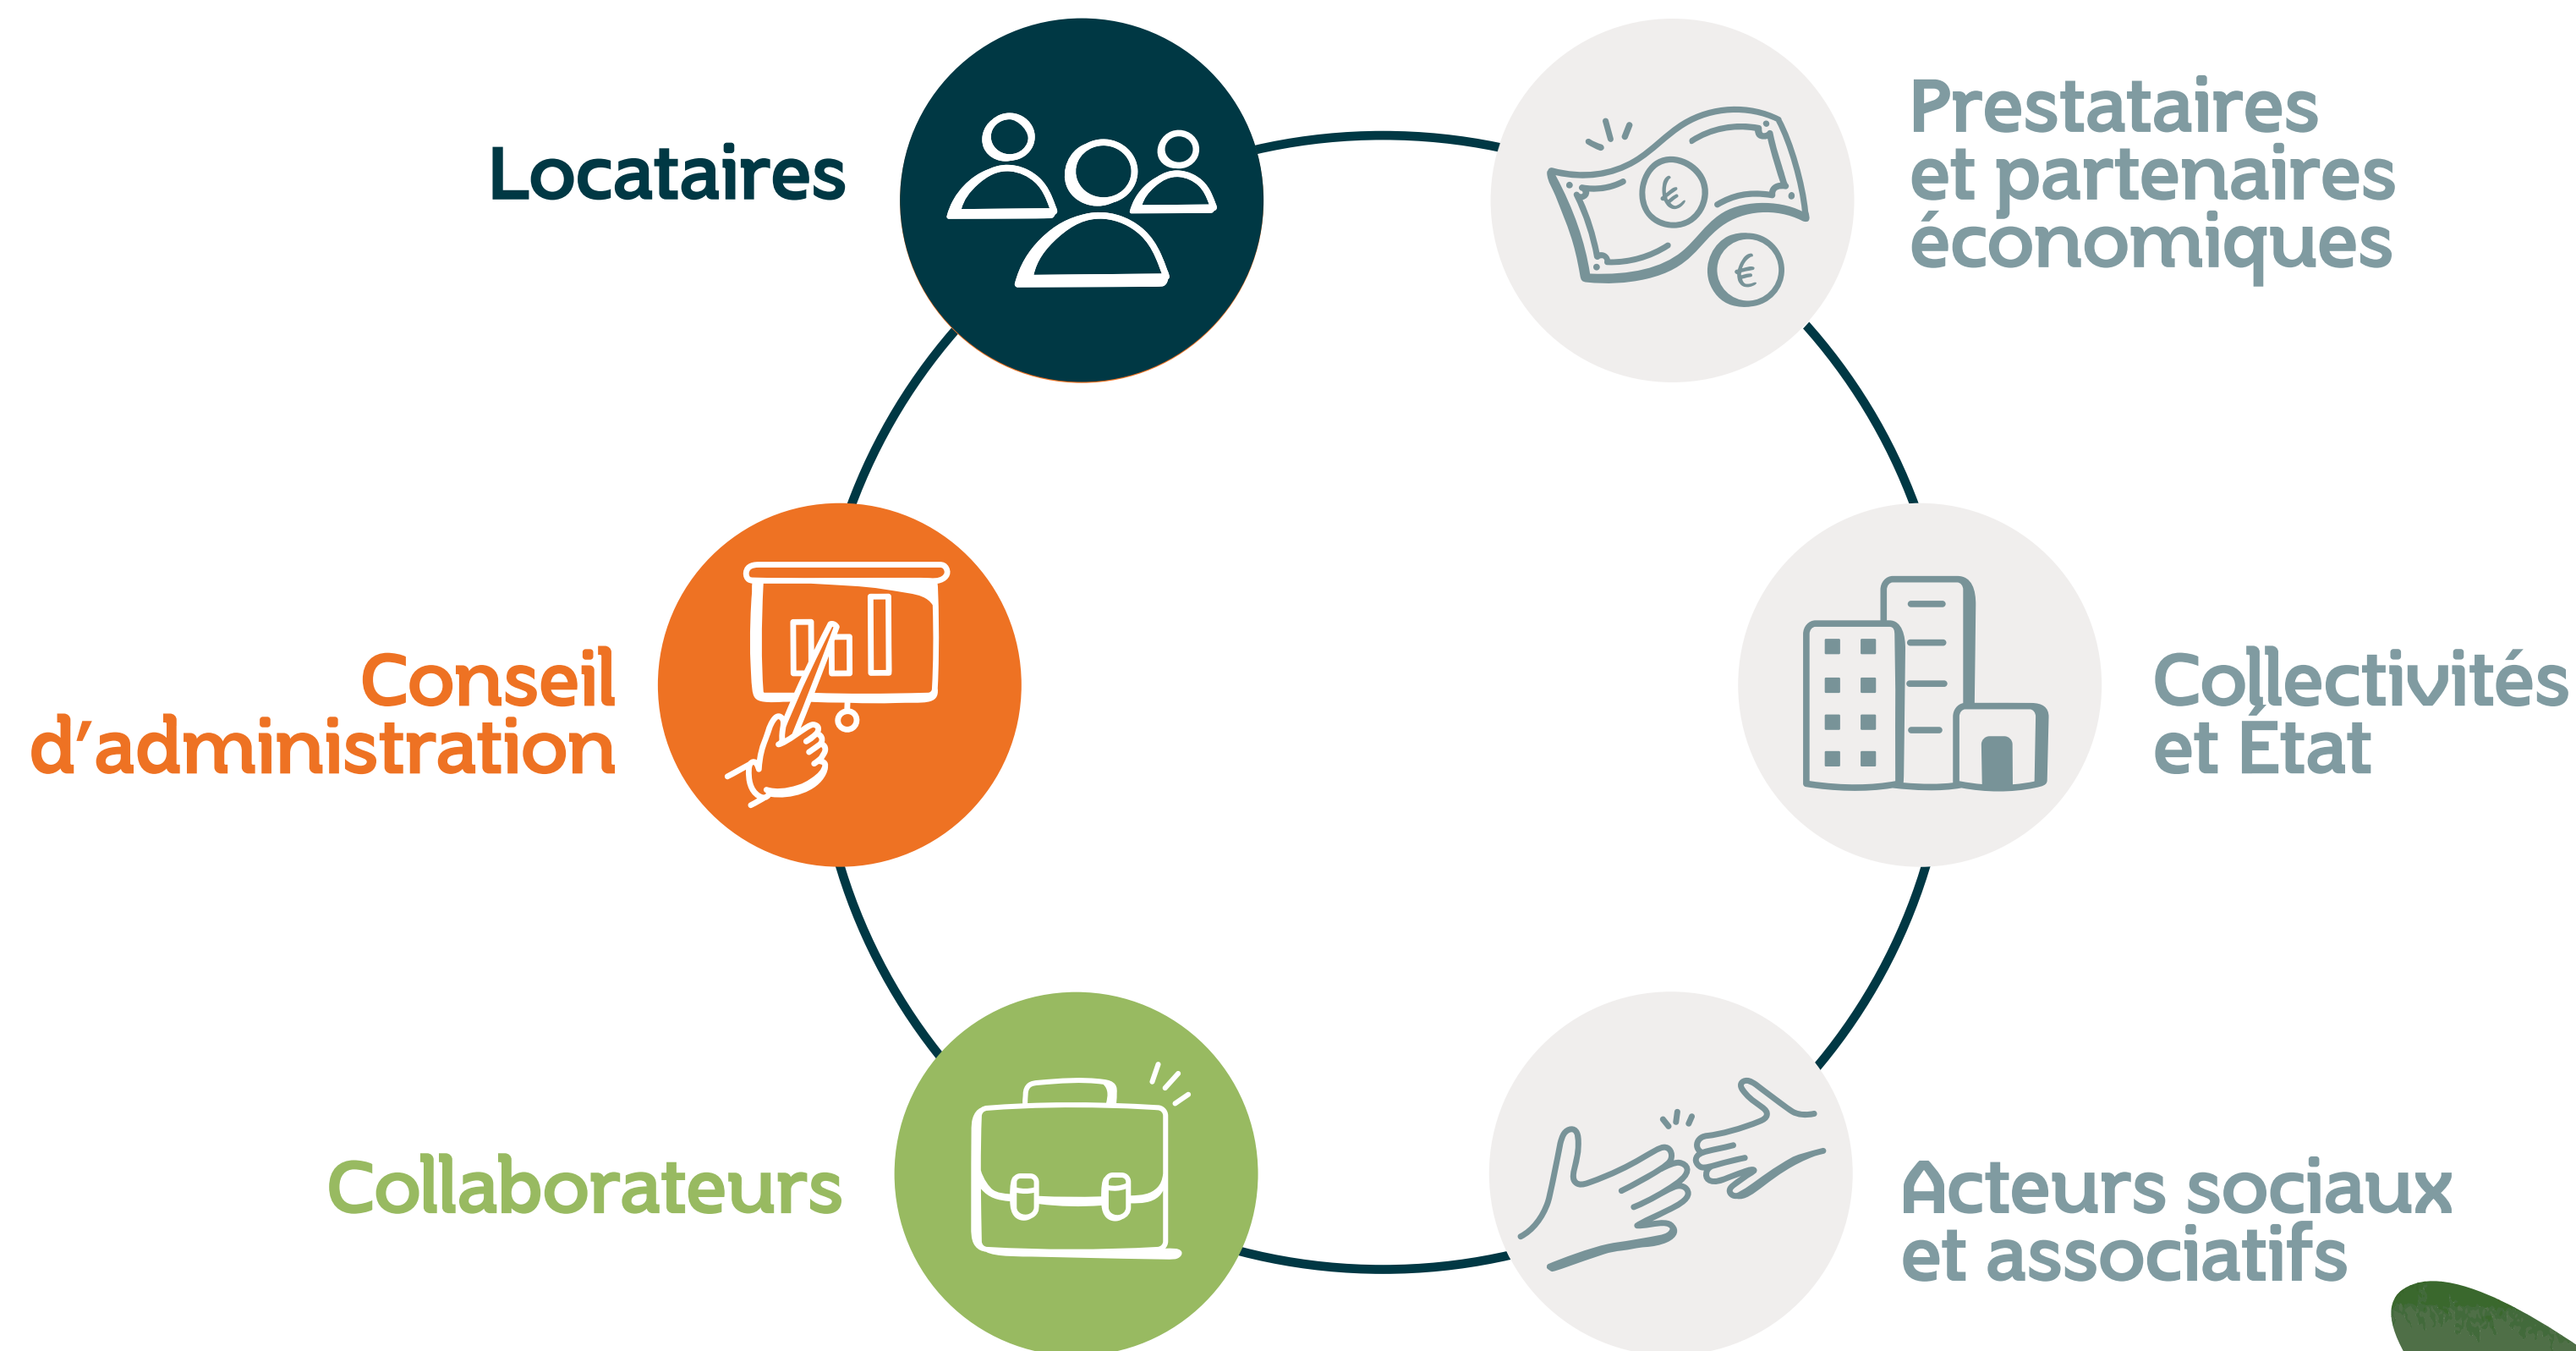 Locataires
Prestataires
et partenaires
économiques
Conseil
d’administration
Collectivités
et État
Collaborateurs
Acteurs sociaux
et associatifs
€
€